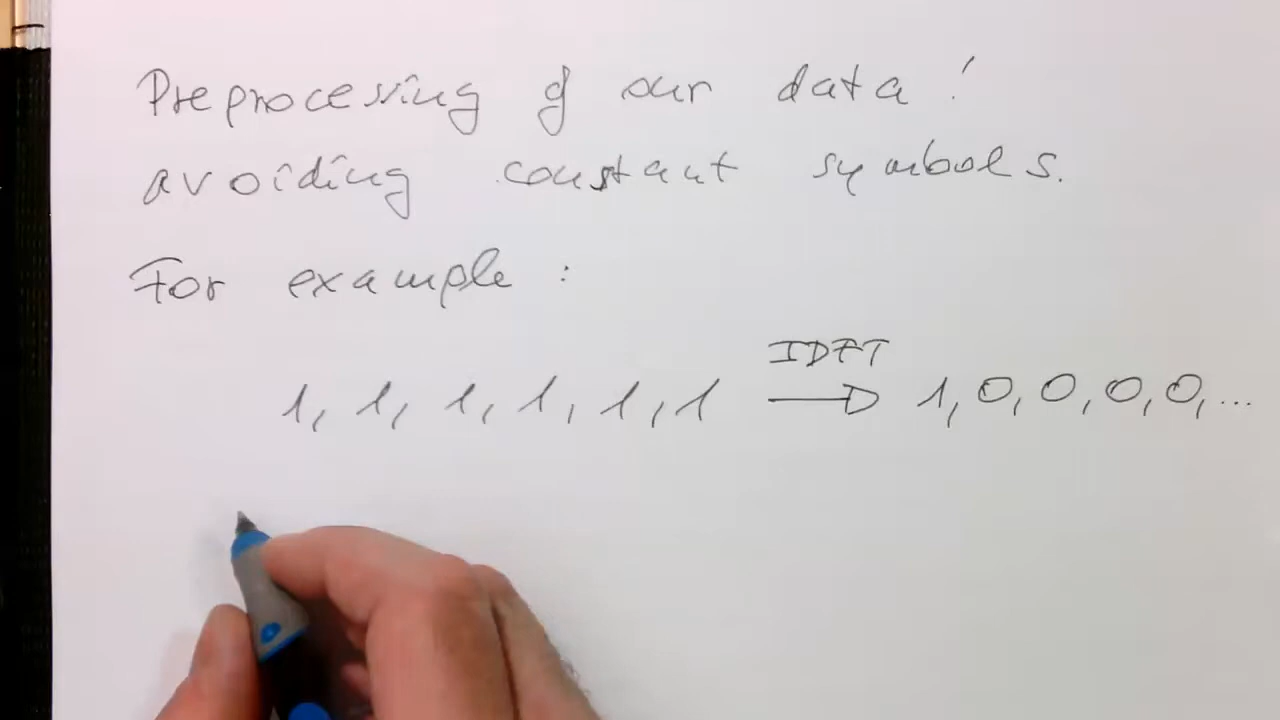 Preprocessing of our data!
avoiding constant symbols.
For example:
IDFT
1, 1, 1, 1, 1, 1 → 1, 0, 0, 0, 0, ...